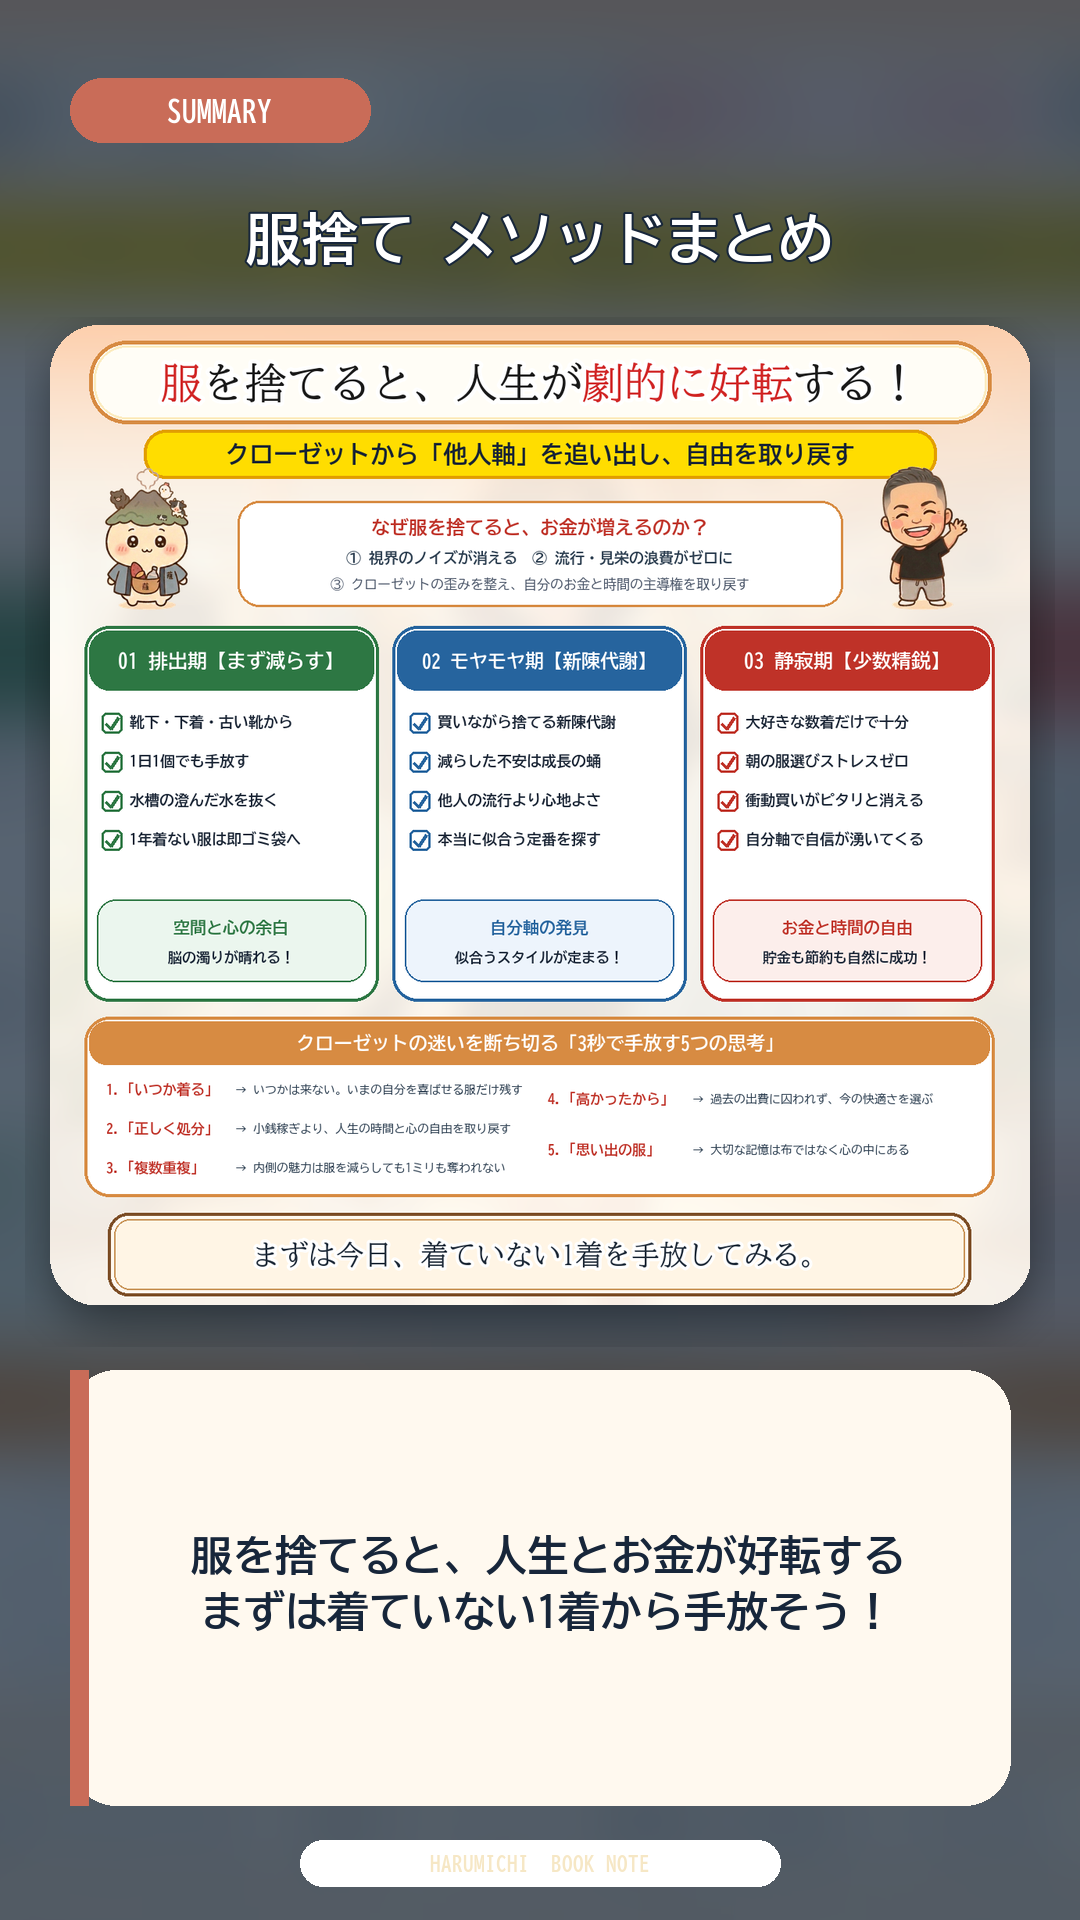 SUMMARY
服捨て メソッドまとめ
服を捨てると、人生が劇的に好転する！
クローゼットから「他人軸」を追い出し、自由を取り戻す
なぜ服を捨てると、お金が増えるのか？
① 視界のノイズが消える ② 流行・見栄の浪費がゼロに
③ クローゼットの歪みを整え、自分のお金と時間の主導権を取り戻す
01 排出期【まず減らす】
靴下・下着・古い靴から
1日1個でも手放す
水槽の澄んだ水を抜く
1年着ない服は即ゴミ袋へ
空間と心の余白
脳の濁りが晴れる！
02 モヤモヤ期【新陳代謝】
買いながら捨てる新陳代謝
減らした不安は成長の蛹
他人の流行より心地よさ
本当に似合う定番を探す
自分軸の発見
似合うスタイルが定まる！
03 静寂期【少数精鋭】
大好きな数着だけで十分
朝の服選びストレスゼロ
衝動買いがピタリと消える
自分軸で自信が湧いてくる
お金と時間の自由
貯金も節約も自然に成功！
クローゼットの迷いを断ち切る「3秒で手放す5つの思考」
1.「いつか着る」 → いつかは来ない。いまの自分を喜ばせる服だけ残す
2.「正しく処分」 → 小銭稼ぎより、人生の時間と心の自由を取り戻す
3.「複数重複」 → 内側の魅力は服を減らしても1ミリも奪われない
4.「高かったから」 → 過去の出費に囚われず、今の快適さを選ぶ
5.「思い出の服」 → 大切な記憶は布ではなく心の中にある
まずは今日、着ていない1着を手放してみる。
服を捨てると、人生とお金が好転する
まずは着ていない1着から手放そう！
HARUMICHI BOOK NOTE